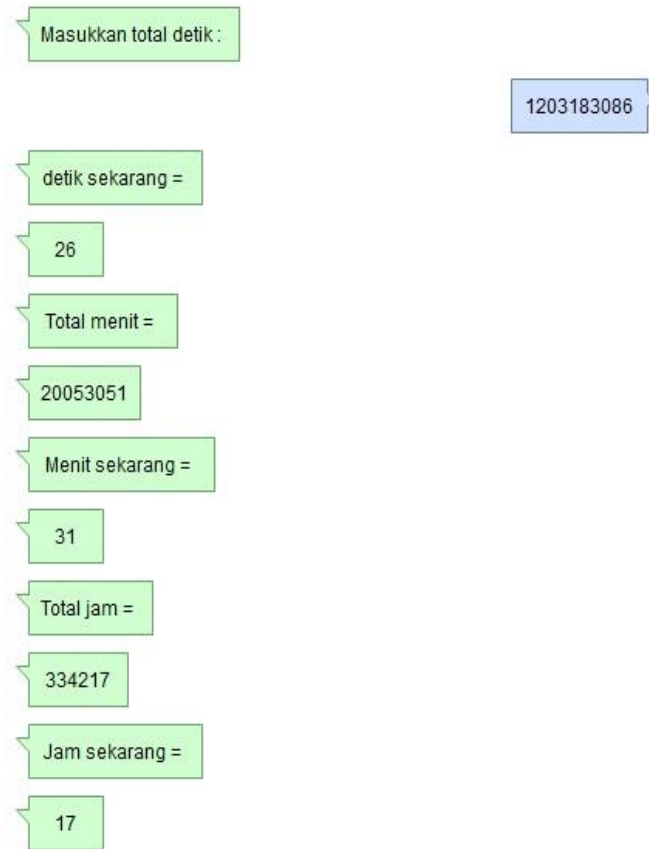 Masukkan total detik :
1203183086
detik sekarang =
26
Total menit =
20053051
Menit sekarang =
31
Total jam =
334217
Jam sekarang =
17